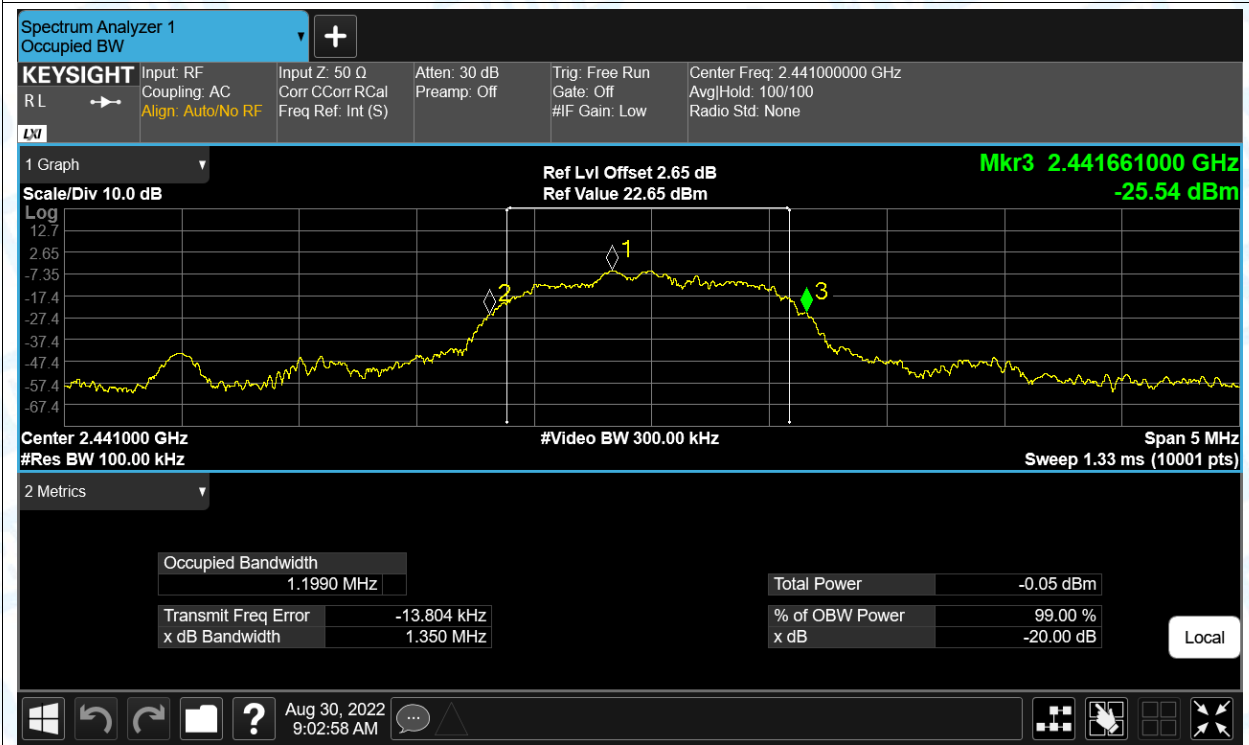 Spectrum Analyzer 1
Occupied BW
KEYSIGHT
R L
LXI
Input: RF
Coupling: AC
Align: Auto/No RF
Input Z: 50 Ω
Corr CCorr RCal
Freq Ref: Int (S)
Atten: 30 dB
Preamp: Off
Trig: Free Run
Gate: Off
#IF Gain: Low
Center Freq: 2.441000000 GHz
Avg|Hold: 100/100
Radio Std: None
1 Graph
Scale/Div 10.0 dB
Ref Lvl Offset 2.65 dB
Ref Value 22.65 dBm
Mkr3 2.441661000 GHz
-25.54 dBm
Log
12.7
2.65
-7.35
-17.4
-27.4
-37.4
-47.4
-57.4
-67.4
1
2
3
Center 2.441000 GHz
#Res BW 100.00 kHz
#Video BW 300.00 kHz
Span 5 MHz
Sweep 1.33 ms (10001 pts)
2 Metrics
Occupied Bandwidth
1.1990 MHz
Transmit Freq Error -13.804 kHz
x dB Bandwidth 1.350 MHz
Total Power -0.05 dBm
% of OBW Power 99.00 %
x dB -20.00 dB
Local
?
Aug 30, 2022
9:02:58 AM